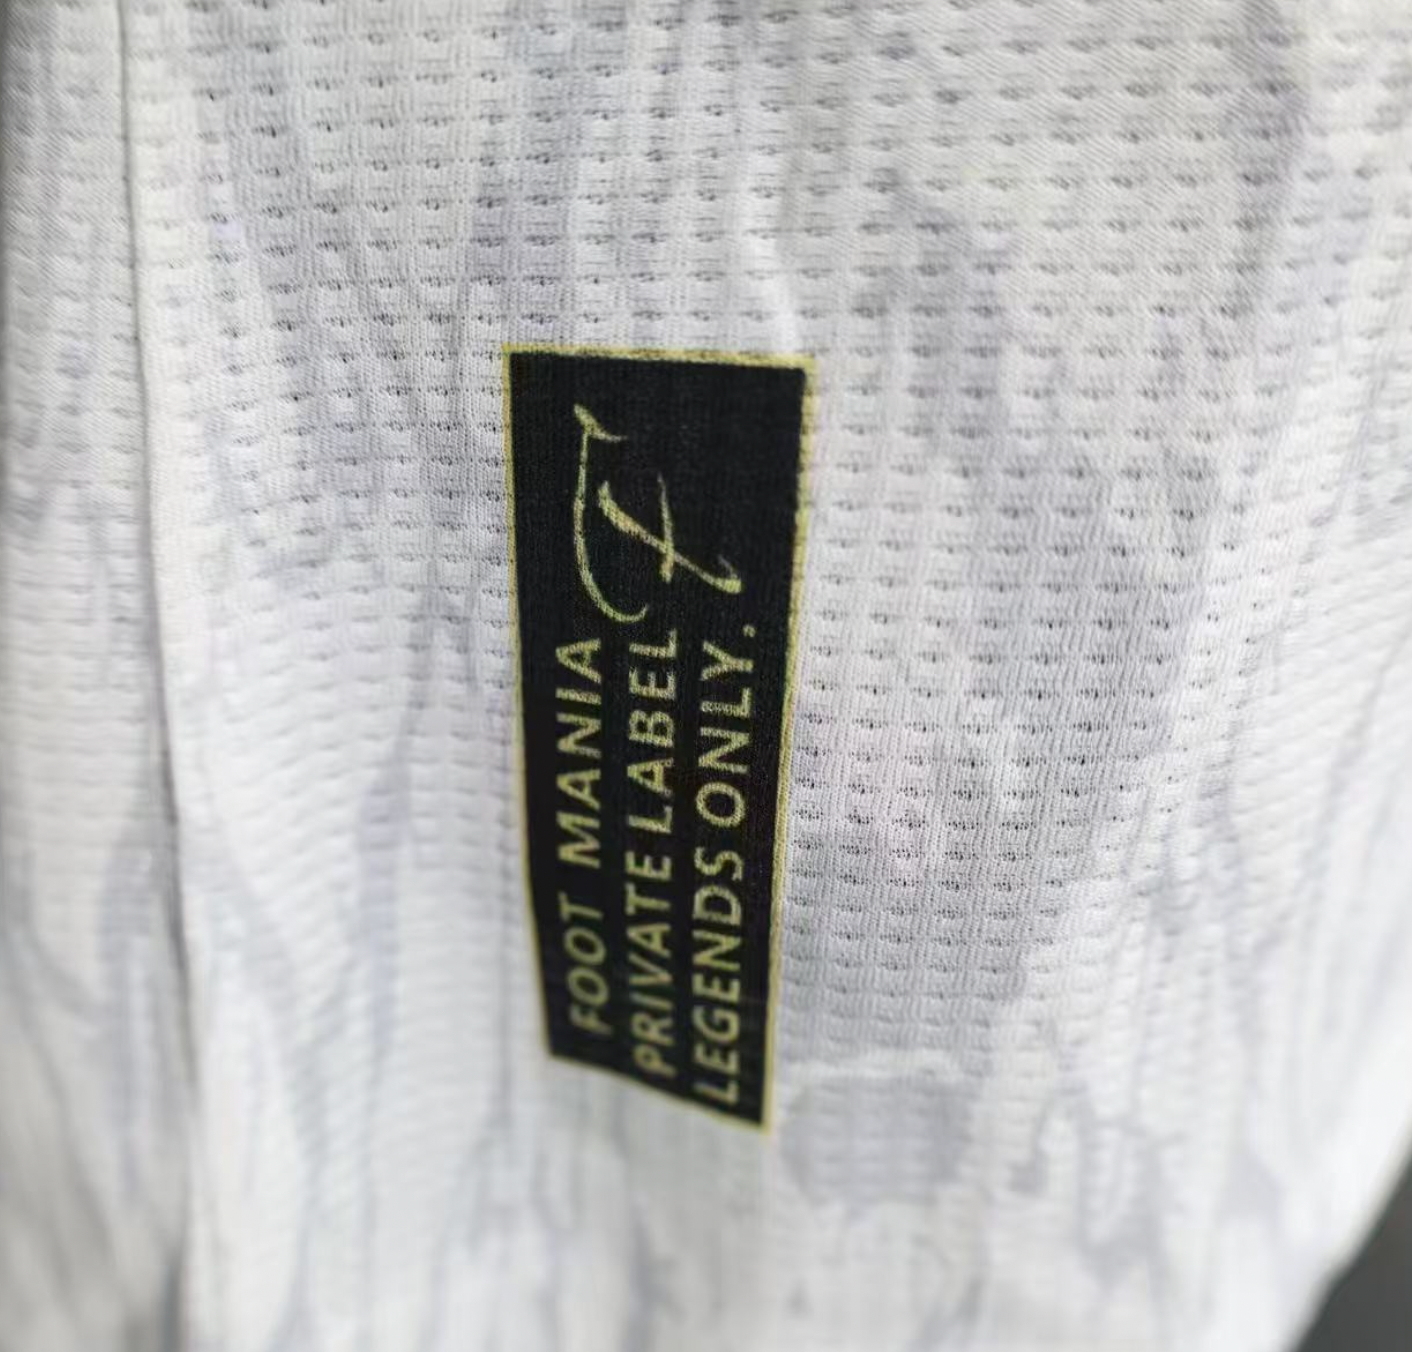 FOOT MANIA
PRIVATE LABEL
LEGENDS ONLY.